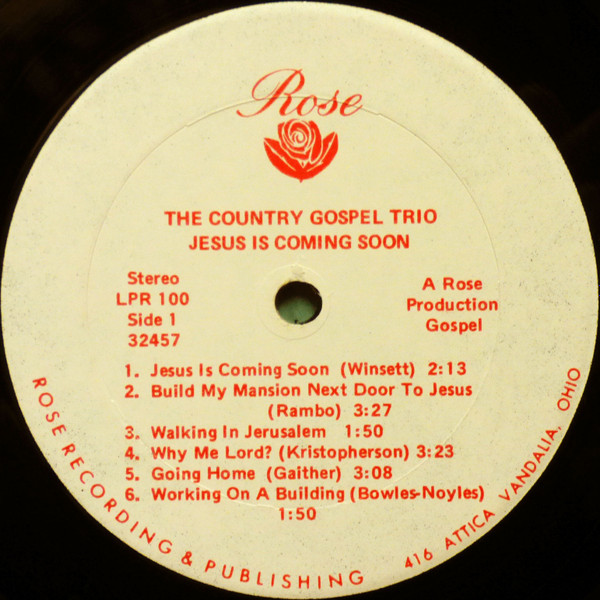 Rose
THE COUNTRY GOSPEL TRIO
JESUS IS COMING SOON
Stereo
LPR 100
Side 1
32457
A Rose
Production
Gospel
1. Jesus Is Coming Soon (Winsett) 2:13
2. Build My Mansion Next Door To Jesus
(Rambo) 3:27
3. Walking In Jerusalem 1:50
4. Why Me Lord? (Kristopherson) 3:23
5. Going Home (Gaither) 3:08
6. Working On A Building (Bowles-Noyles)
1:50
ROSE RECORDING & PUBLISHING 416 ATTICA VANDALIA, OHIO